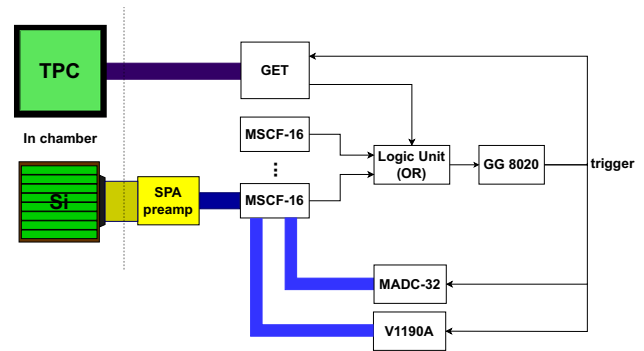 TPC
GET
In chamber
MSCF-16
...
Logic Unit
(OR)
GG 8020
trigger
Si
SPA
preamp
MSCF-16
MADC-32
V1190A